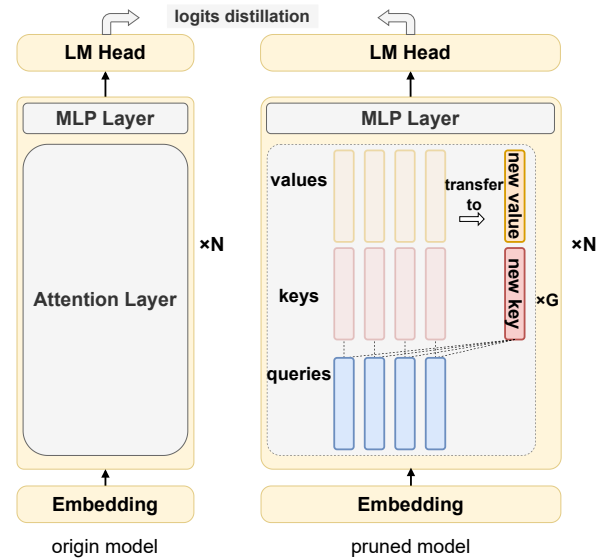 logits distillation
LM Head
LM Head
MLP Layer
MLP Layer
Attention Layer
×N
values
transfer
to
new value
keys
new key
×G
×N
queries
Embedding
Embedding
origin model
pruned model